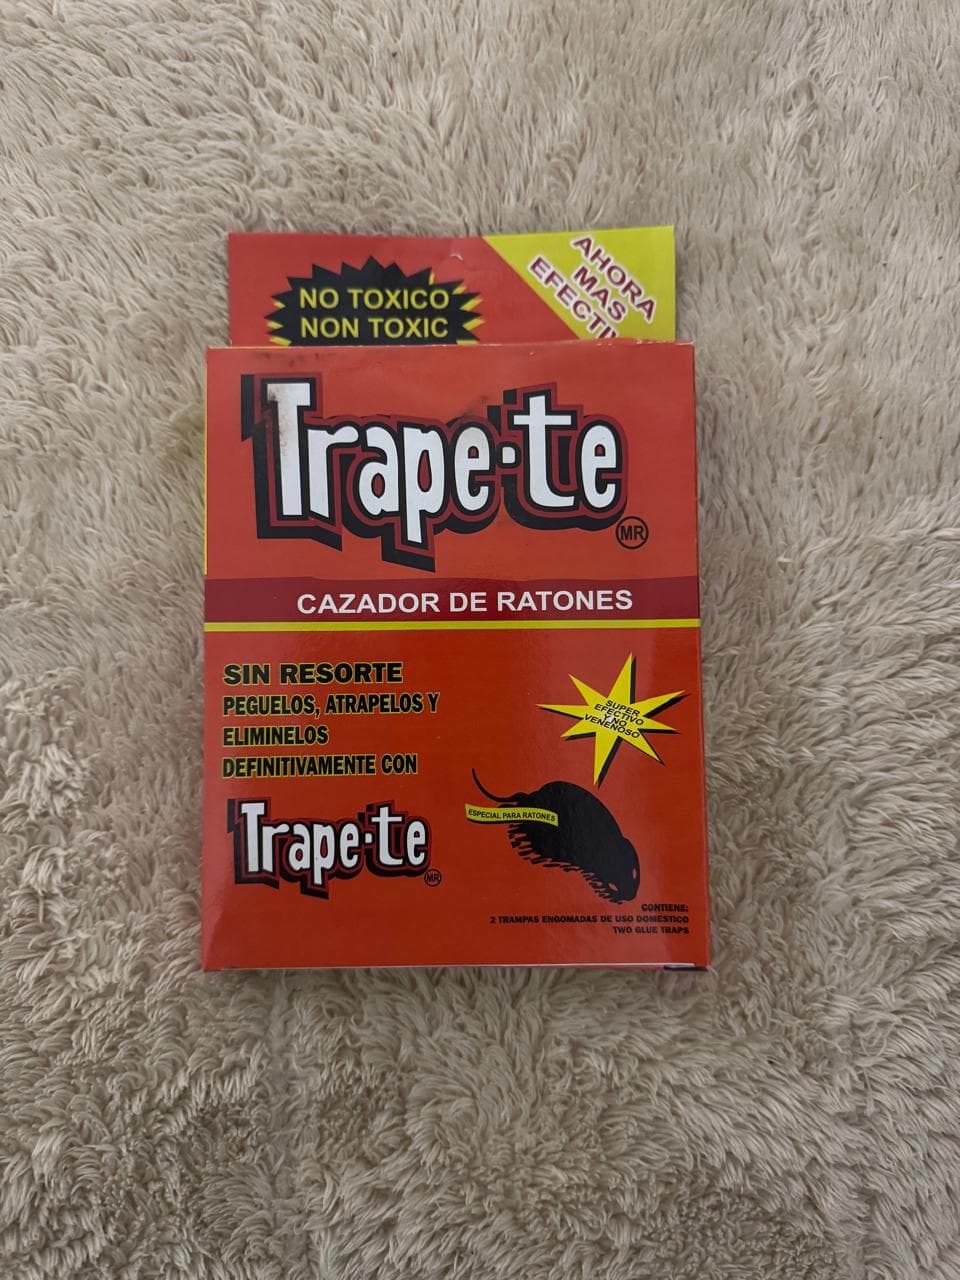 NO TOXICO
NON TOXIC
AHORA
MAS
Trape·te
MR
CAZADOR DE RATONES
SIN RESORTE
PEGUELOS, ATRAPELOS Y
ELIMINELOS
DEFINITIVAMENTE CON
Trape·te
MR
SUPER
EFECTIVO
Y NO
VENENOSO
ESPECIAL PARA RATONES
CONTIENE:
2 TRAMPAS ENGOMADAS DE USO DOMESTICO
TWO GLUE TRAPS